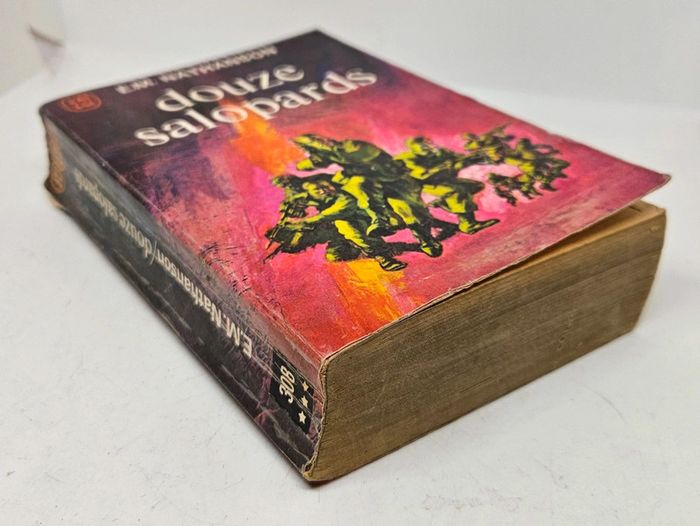 E.M. NATHANSON
douze
salopards
E.M. Nathanson/douze salopards
308